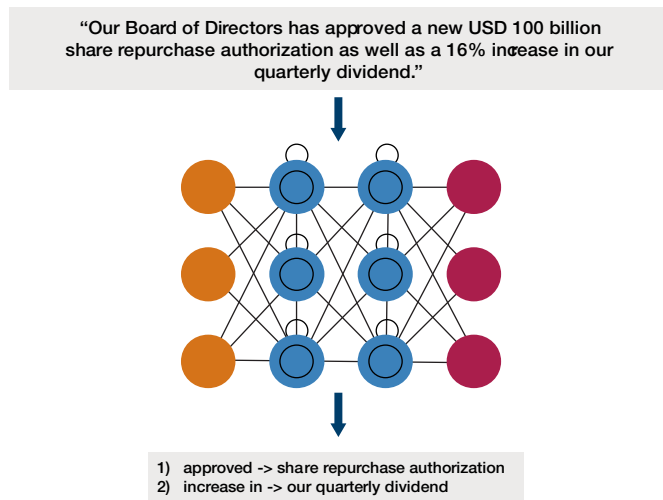 “Our Board of Directors has approved a new USD 100 billion
share repurchase authorization as well as a 16% increase in our
quarterly dividend.”
1) approved -> share repurchase authorization
2) increase in -> our quarterly dividend